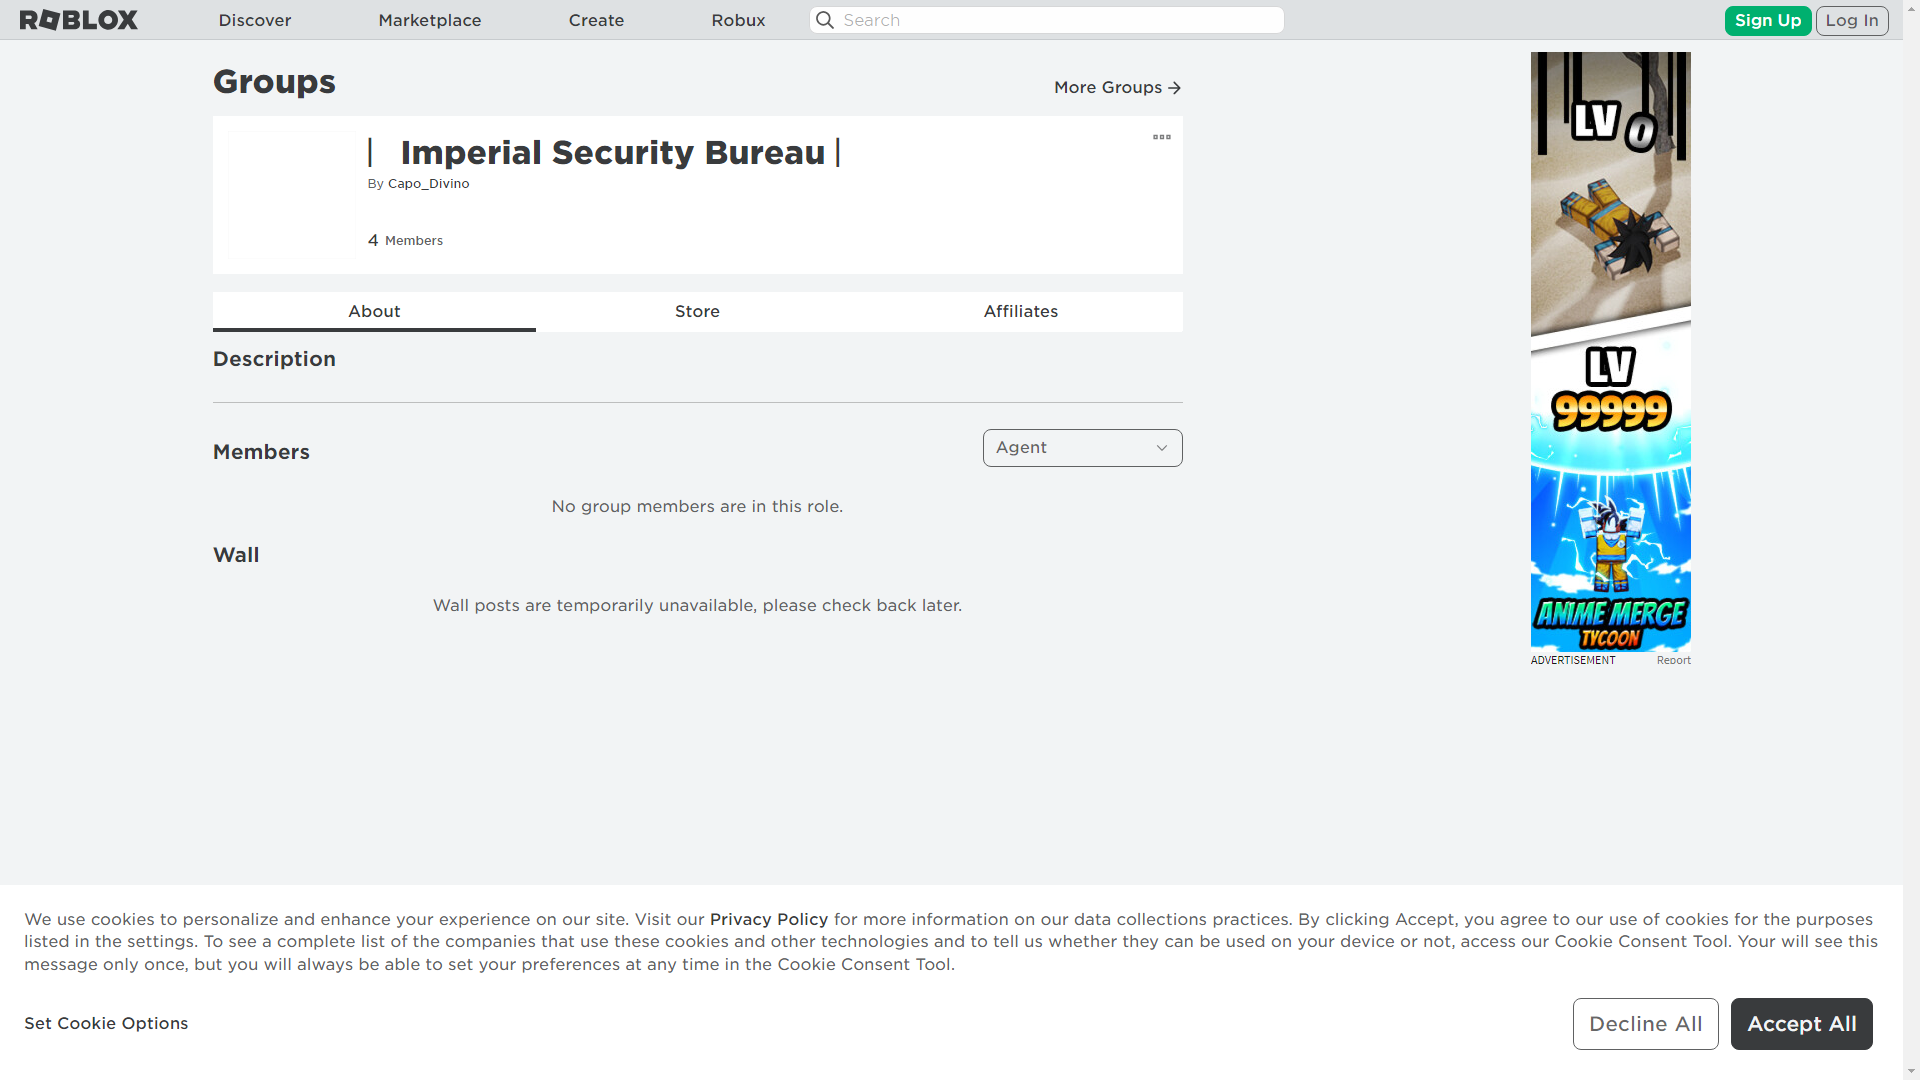 ROBLOX
Discover
Marketplace
Create
Robux
Search
Sign Up
Log In
Groups
More Groups
| Imperial Security Bureau |
By Capo_Divino
4 Members
About
Store
Affiliates
Description
Members
Agent
No group members are in this role.
Wall
Wall posts are temporarily unavailable, please check back later.
LV 0
LV
99999
ANIME MERGE
TYCOON
ADVERTISEMENT
Report
We use cookies to personalize and enhance your experience on our site. Visit our Privacy Policy for more information on our data collections practices. By clicking Accept, you agree to our use of cookies for the purposes
listed in the settings. To see a complete list of the companies that use these cookies and other technologies and to tell us whether they can be used on your device or not, access our Cookie Consent Tool. Your will see this
message only once, but you will always be able to set your preferences at any time in the Cookie Consent Tool.
Set Cookie Options
Decline All
Accept All